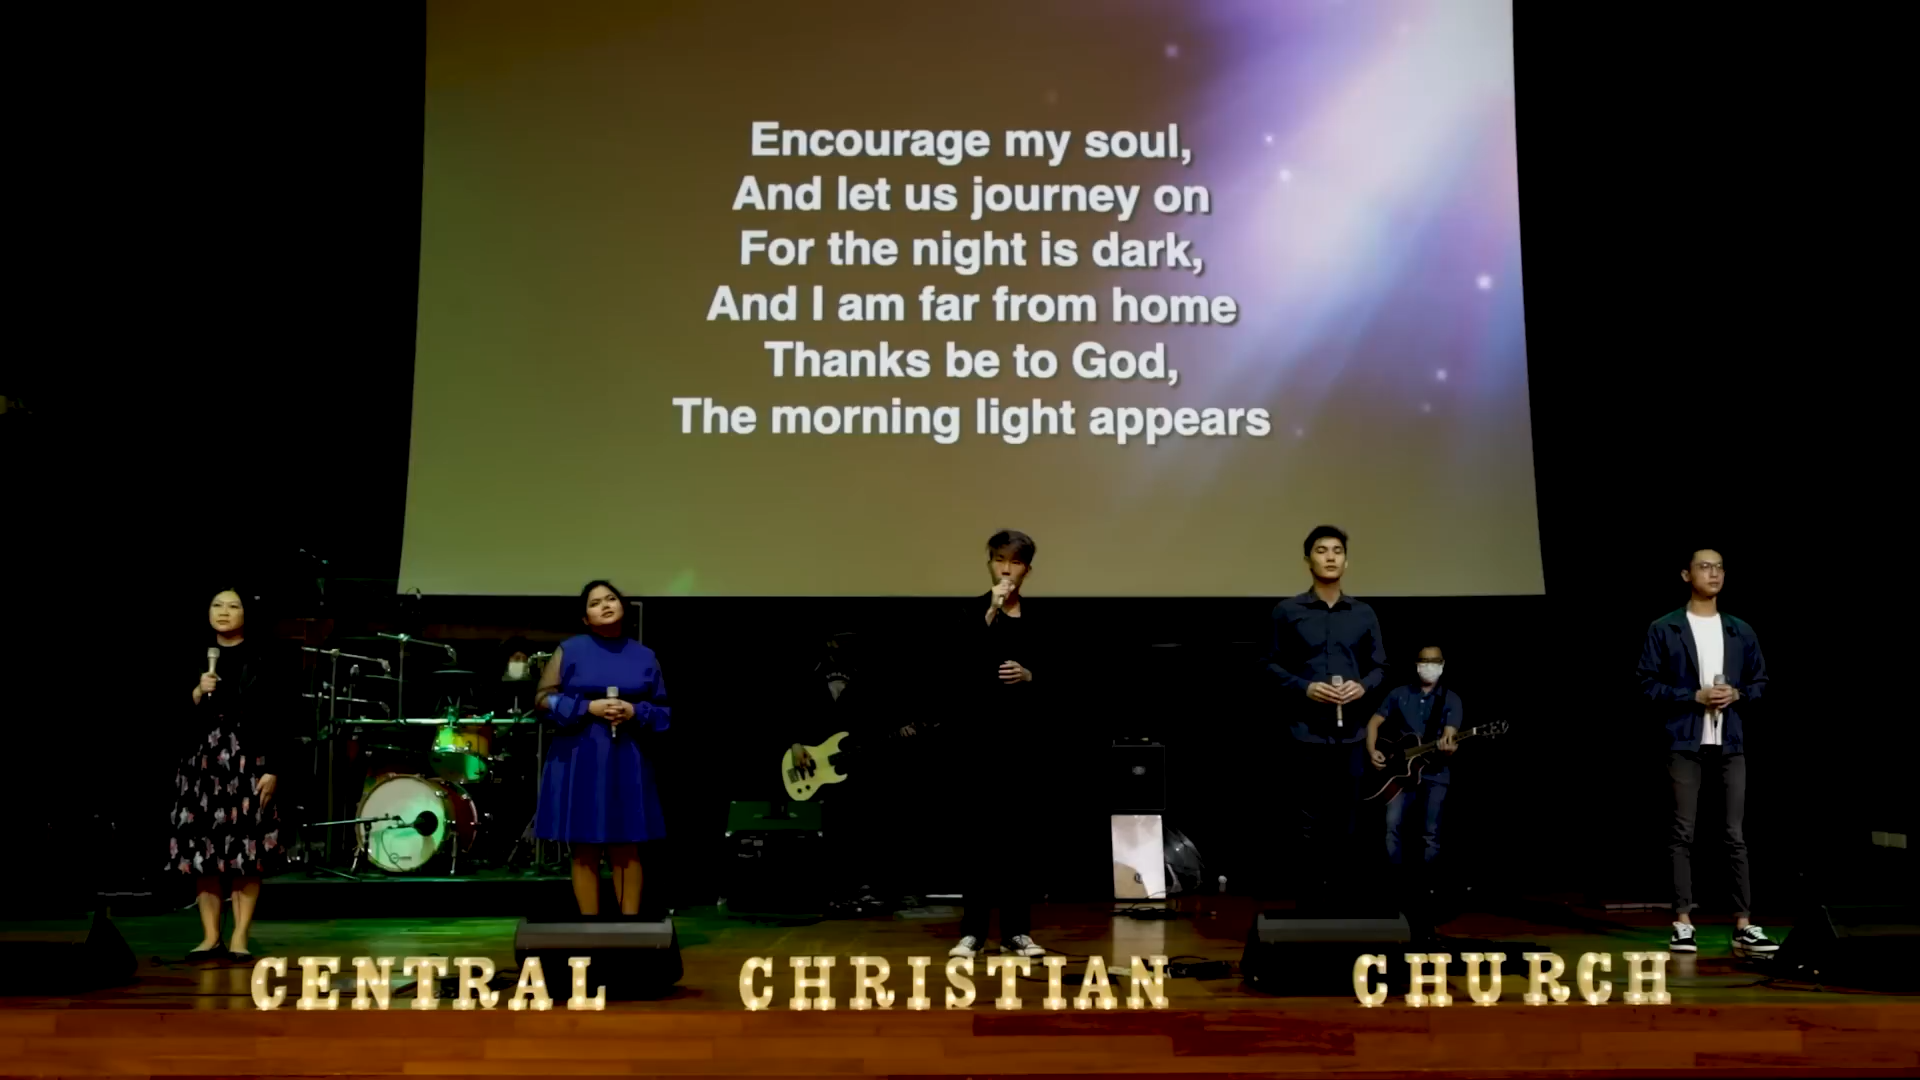 Encourage my soul,
And let us journey on
For the night is dark,
And I am far from home
Thanks be to God,
The morning light appears
CENTRAL CHRISTIAN CHURCH